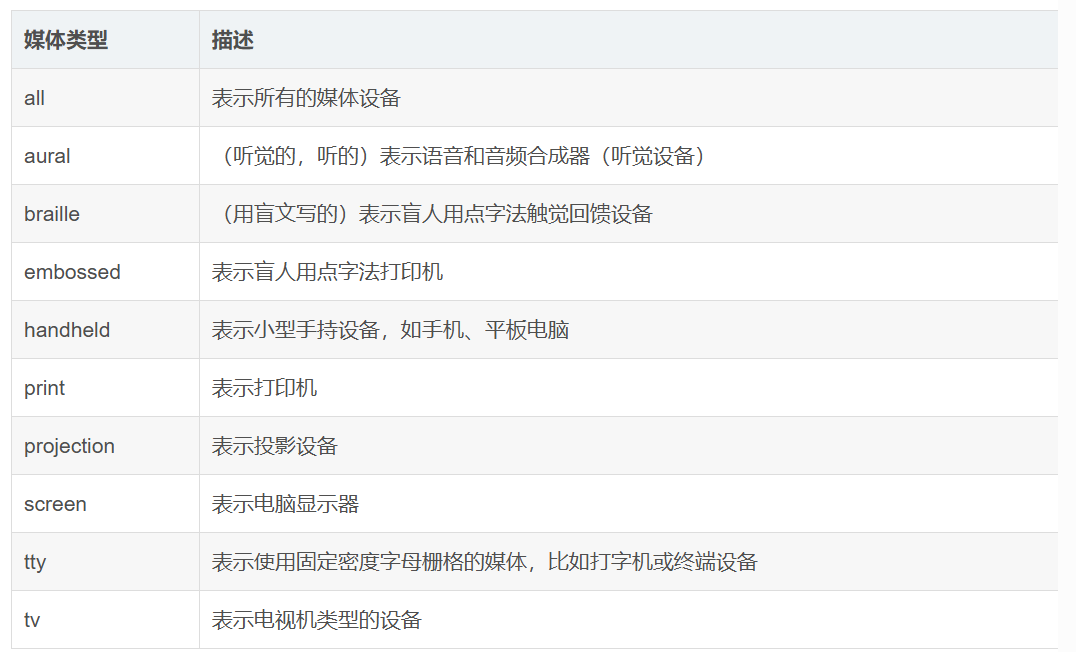 媒体类型 描述
all 表示所有的媒体设备
aural （听觉的，听的）表示语音和音频合成器（听觉设备）
braille （用盲文写的）表示盲人用点字法触觉回馈设备
embossed 表示盲人用点字法打印机
handheld 表示小型手持设备，如手机、平板电脑
print 表示打印机
projection 表示投影设备
screen 表示电脑显示器
tty 表示使用固定密度字母栅格的媒体，比如打字机或终端设备
tv 表示电视机类型的设备